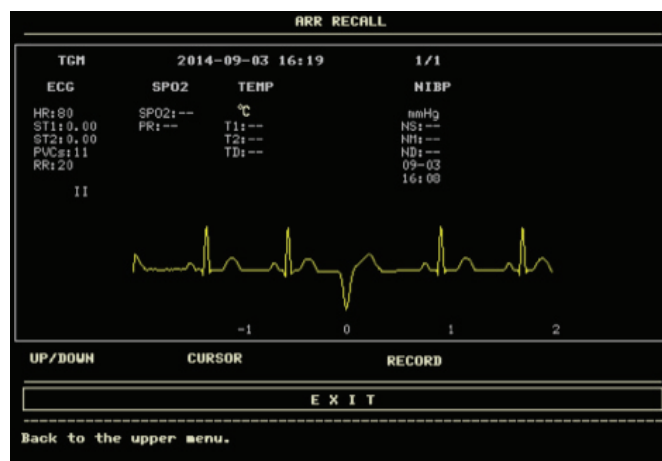 ARR RECALL
TGM 2014-09-03 16:19 1/1
ECG SPO2 TEMP NIBP
HR:80 SPO2:-- ℃ mmHg
ST1:0.00 PR:-- T1:-- NS:--
ST2:0.00 T2:-- NM:--
PVCs:11 TD:-- ND:--
RR:20 09-03
16:08
II
-1 0 1 2
UP/DOWN CURSOR RECORD
EXIT
Back to the upper menu.